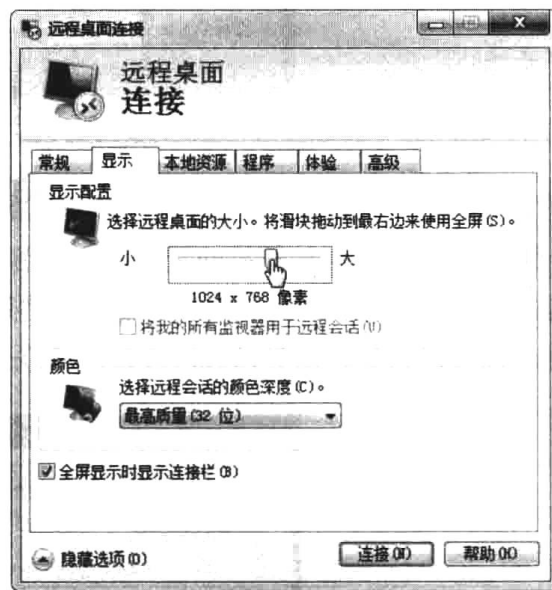 远程桌面连接
远程桌面
连接
常规 显示 本地资源 程序 体验 高级
显示配置
选择远程桌面的大小。将滑块拖动到最右边来使用全屏(S)。
小 大
1024 x 768 像素
将我的所有监视器用于远程会话(U)
颜色
选择远程会话的颜色深度(C)。
最高质量(32 位)
全屏显示时显示连接栏(B)
隐藏选项(O) 连接(N) 帮助(H)